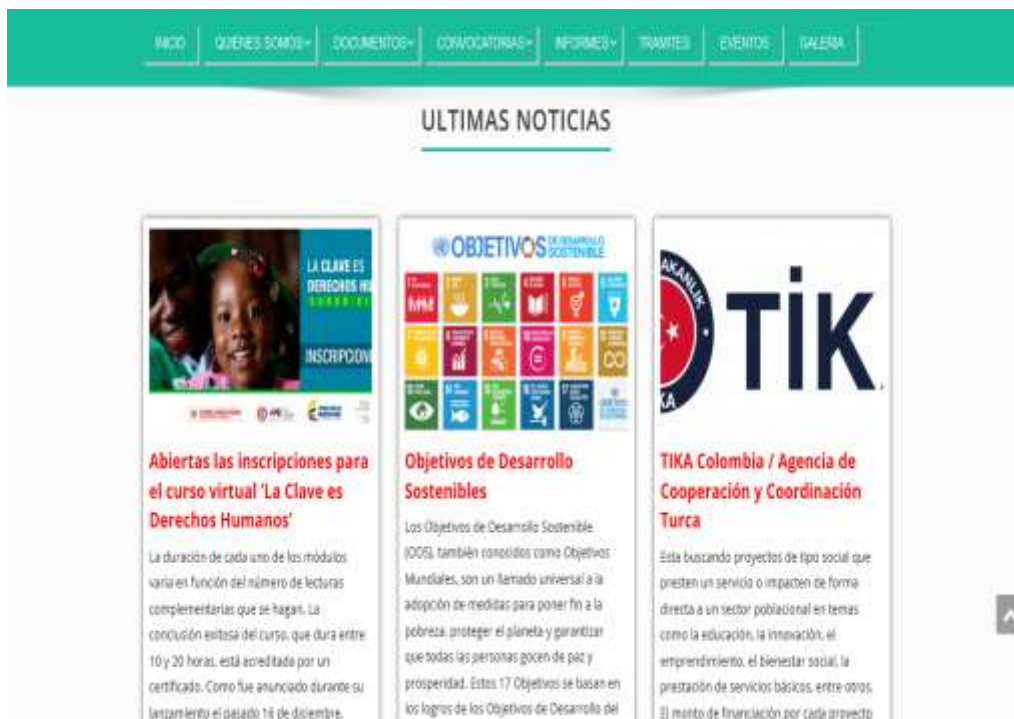 INICIO QUIENES SOMOS DOCUMENTOS CONVOCATORIAS INFORMES TRAMITES EVENTOS GALERIA
ULTIMAS NOTICIAS
LA CLAVE ES
DERECHOS HU
INSCRIPCION
OBJETIVOS DE DESARROLLO
SOSTENIBLE
AKANLIK
TİK
KA
Abiertas las inscripciones para
el curso virtual 'La Clave es
Derechos Humanos'
La duración de cada uno de los módulos
varia en función del número de lecturas
complementarias que se hagan. La
conclusión exitosa del curso, que dura entre
10 y 20 horas, está acreditada por un
certificado. Como fue anunciado durante su
lanzamiento el pasado 16 de diciembre,
Objetivos de Desarrollo
Sostenibles
Los Objetivos de Desarrollo Sostenible
(ODS), también conocidos como Objetivos
Mundiales, son un llamado universal a la
adopción de medidas para poner fin a la
pobreza, proteger el planeta y garantizar
que todas las personas gocen de paz y
prosperidad. Estos 17 Objetivos se basan en
los logros de los Objetivos de Desarrollo del
TIKA Colombia / Agencia de
Cooperación y Coordinación
Turca
Esta buscando proyectos de tipo social que
presten un servicio o impacten de forma
directa a un sector poblacional en temas
como la educación, la innovación, el
emprendimiento, el bienestar social, la
prestación de servicios básicos, entre otros.
El monto de financiación por cada proyecto